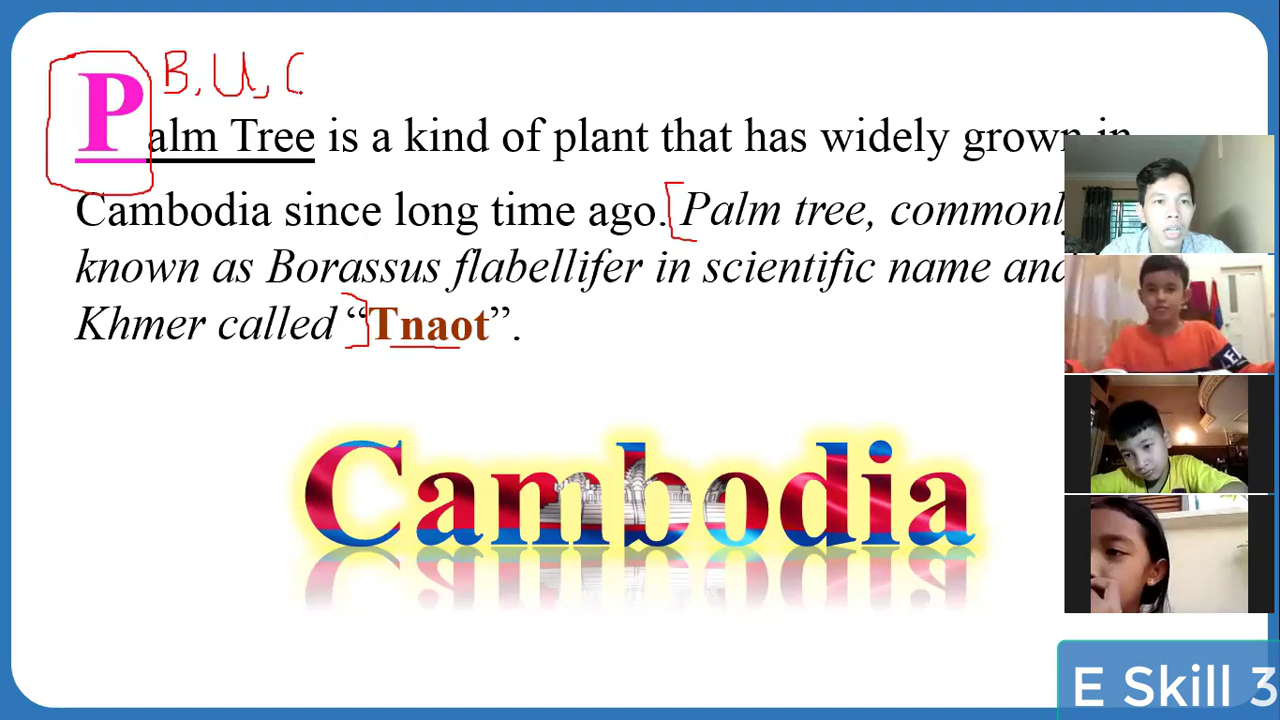 B, U, C
Palm Tree is a kind of plant that has widely grown in
Cambodia since long time ago. Palm tree, commonly
known as Borassus flabellifer in scientific name and
Khmer called “Tnaot”.
Cambodia
E Skill 3